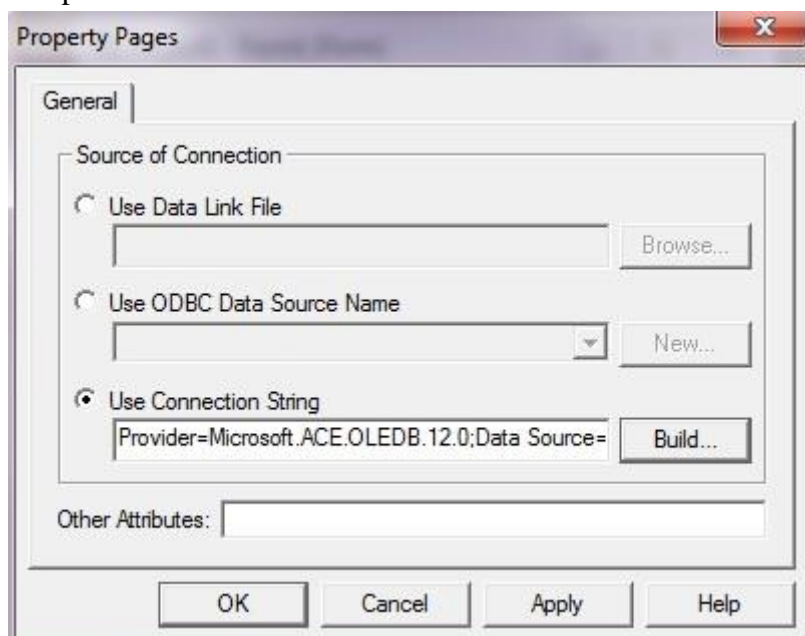 Property Pages
General
Source of Connection
Use Data Link File
Browse...
Use ODBC Data Source Name
New...
Use Connection String
Provider=Microsoft.ACE.OLEDB.12.0;Data Source=
Build...
Other Attributes:
OK
Cancel
Apply
Help